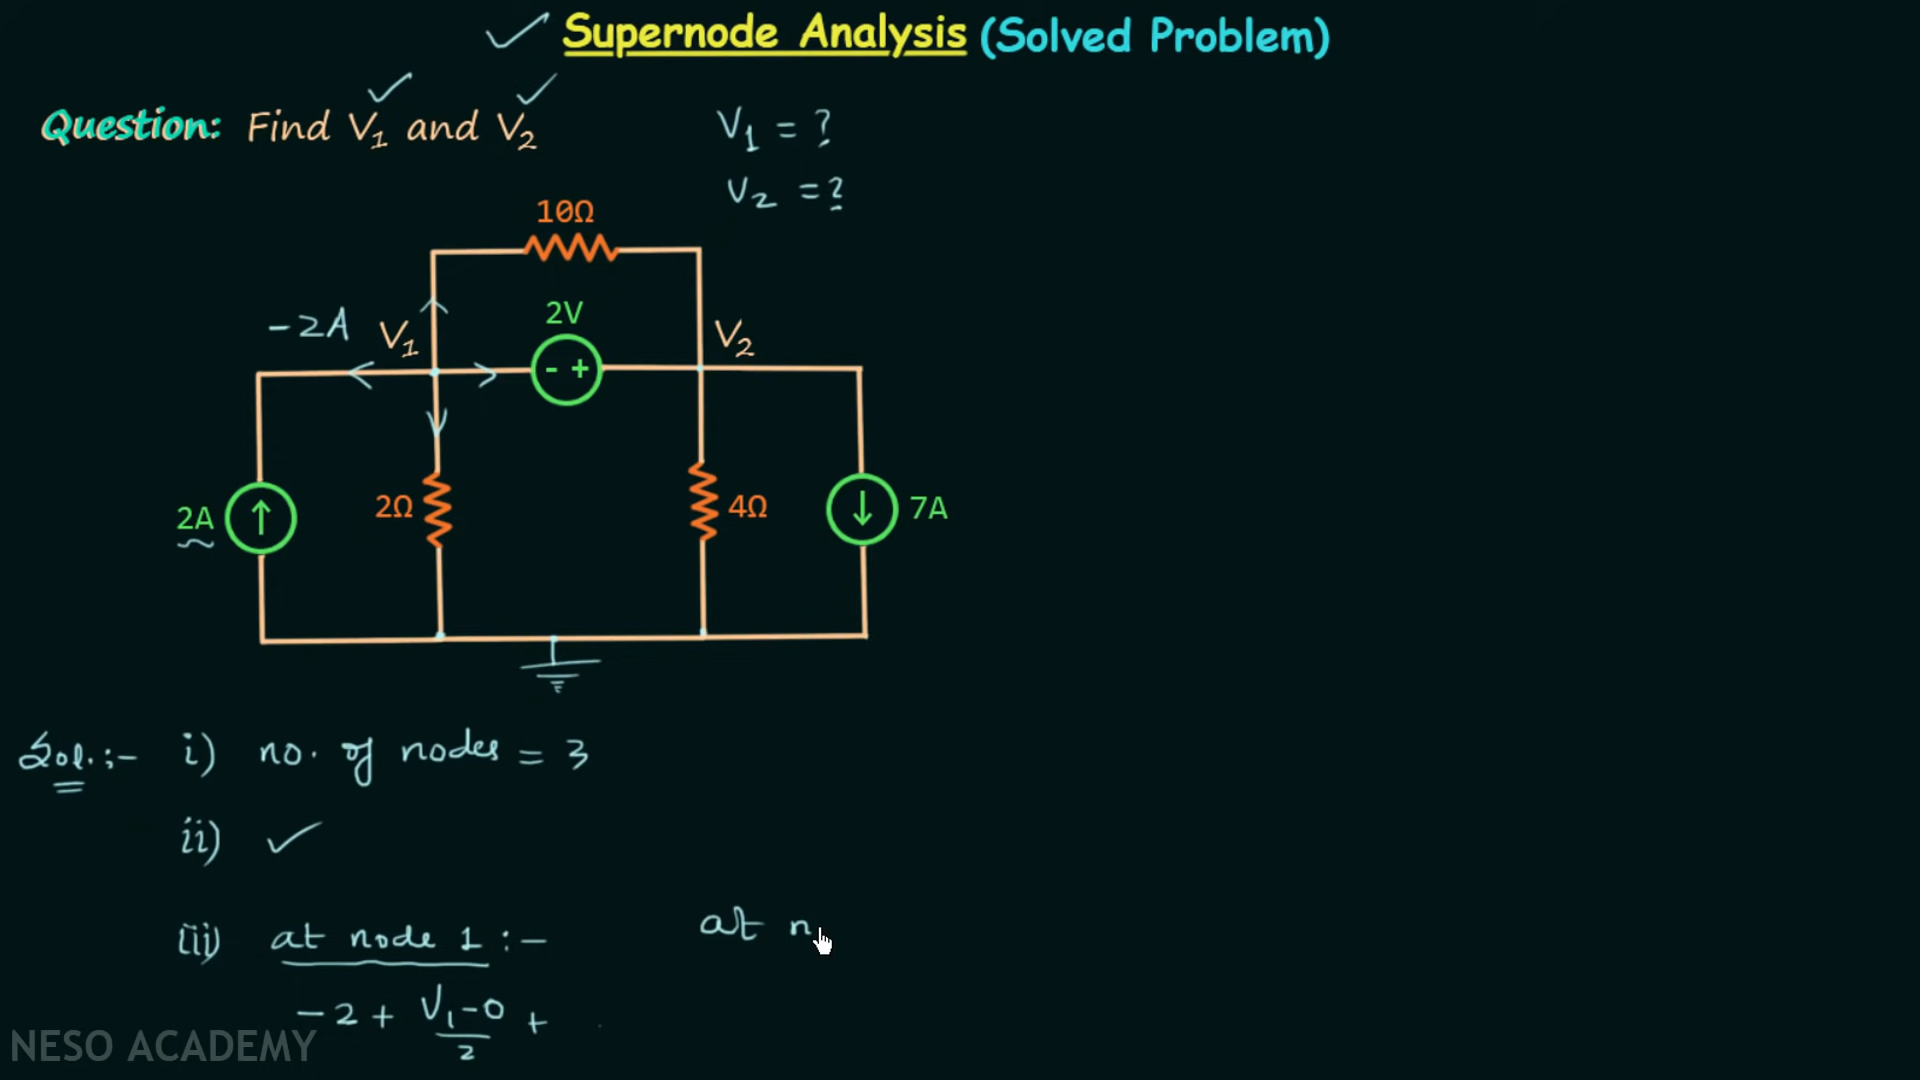 Supernode Analysis (Solved Problem)
Question: Find V₁ and V₂
V₁ = ?
V₂ = ?
10Ω
2V
-2A
V₁
V₂
- +
2A
2Ω
4Ω
7A
Sol.:- i) no. of nodes = 3
ii) ✓
iii) at node 1 :-
at n
-2 + V₁-0/2 +
NESO ACADEMY